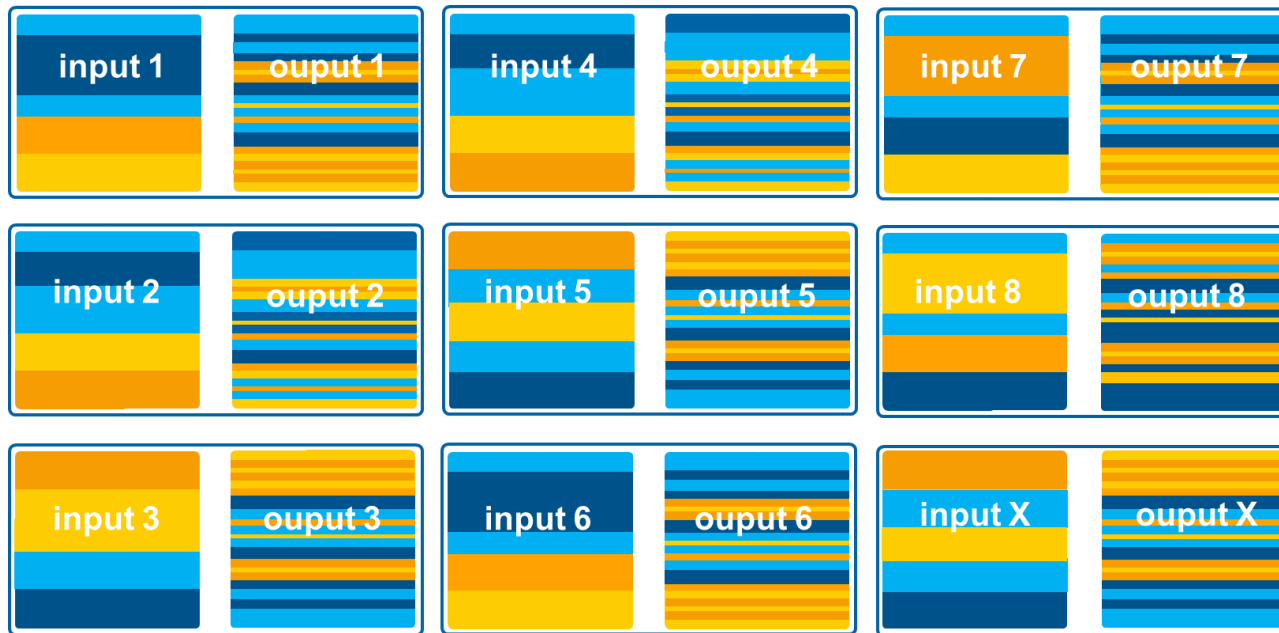 input 1
ouput 1
input 4
ouput 4
input 7
ouput 7
input 2
ouput 2
input 5
ouput 5
input 8
ouput 8
input 3
ouput 3
input 6
ouput 6
input X
ouput X